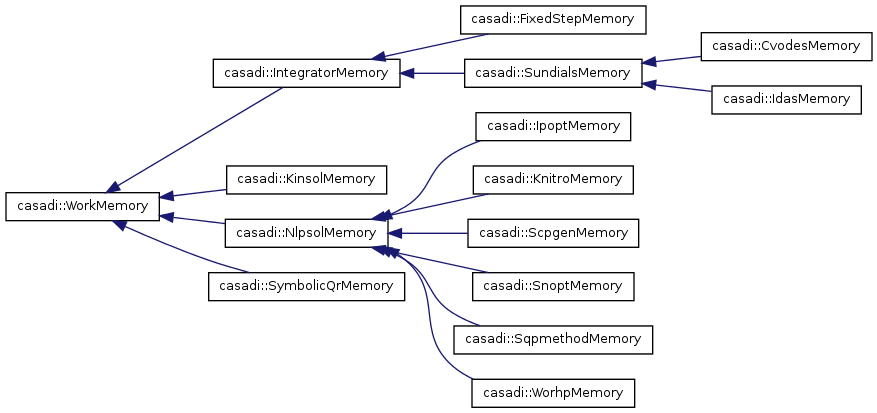 casadi::FixedStepMemory
casadi::CvodesMemory
casadi::IntegratorMemory
casadi::SundialsMemory
casadi::IdasMemory
casadi::IpoptMemory
casadi::KinsolMemory
casadi::KnitroMemory
casadi::WorkMemory
casadi::NlpsolMemory
casadi::ScpgenMemory
casadi::SymbolicQrMemory
casadi::SnoptMemory
casadi::SqpmethodMemory
casadi::WorhpMemory